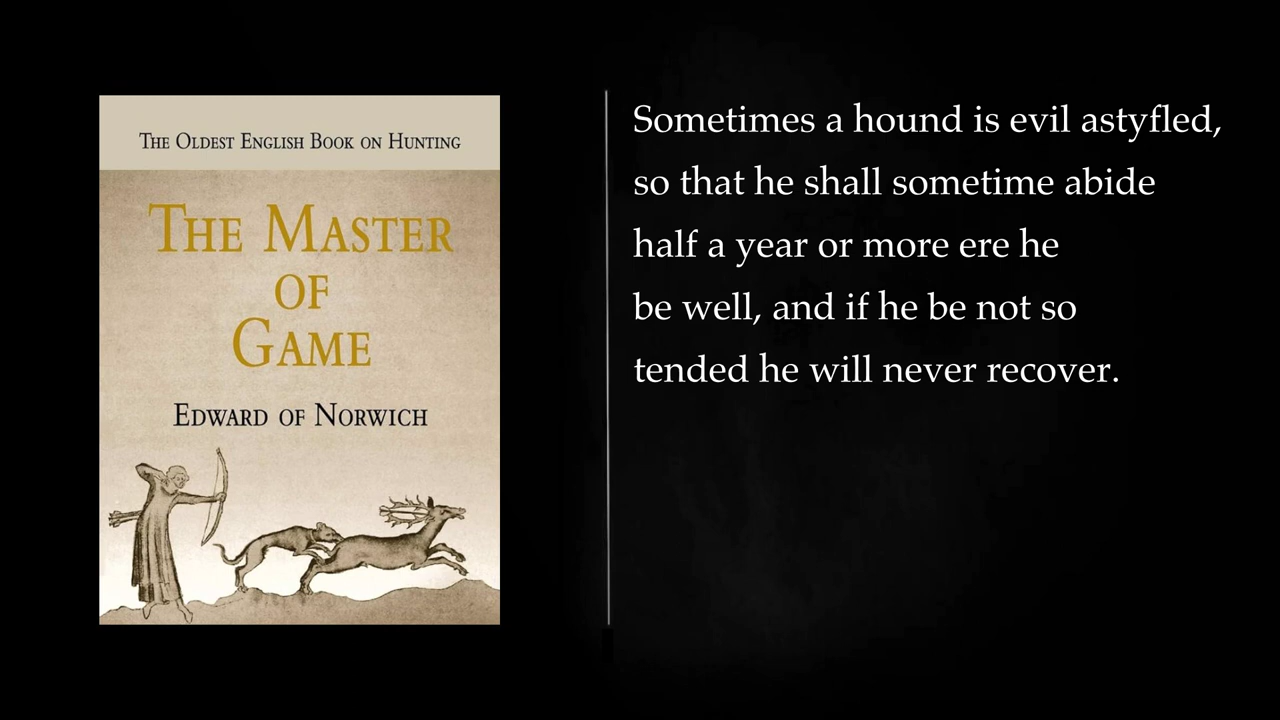 The Oldest English Book on Hunting
The Master
of
Game
Edward of Norwich
Sometimes a hound is evil astyfled,
so that he shall sometime abide
half a year or more ere he
be well, and if he be not so
tended he will never recover.